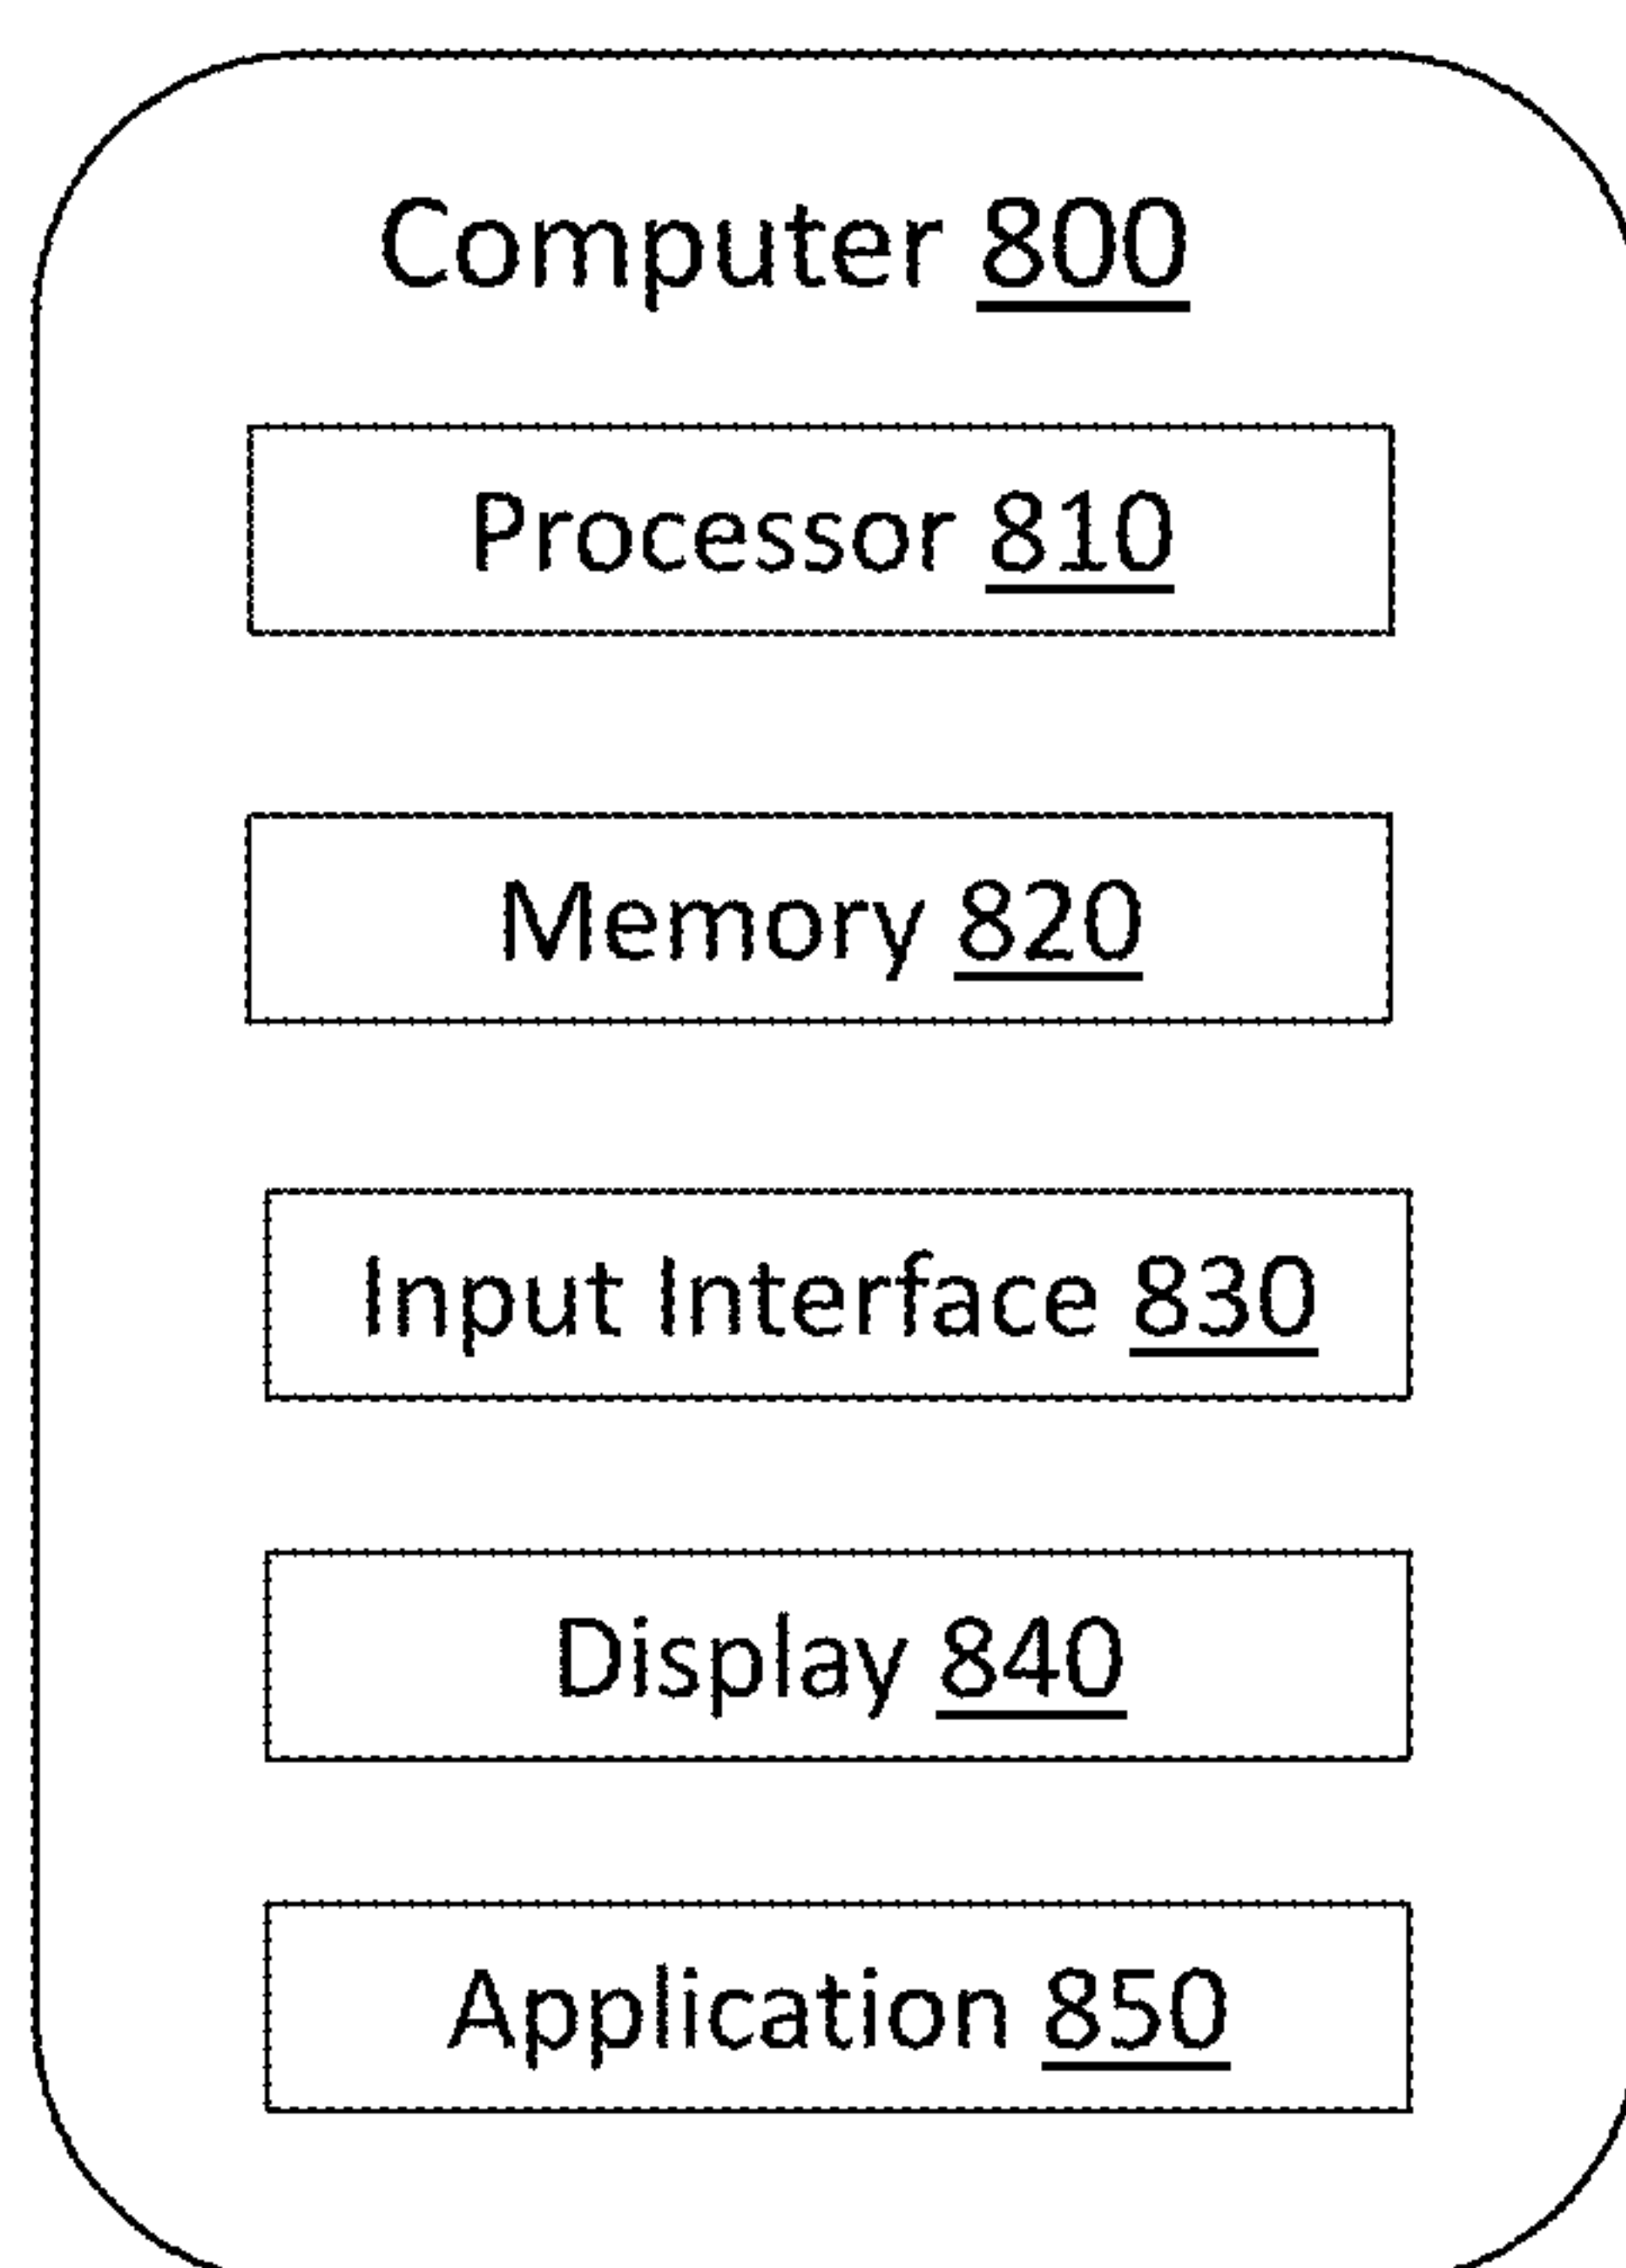 Computer 800
Processor 810
Memory 820
Input Interface 830
Display 840
Application 850